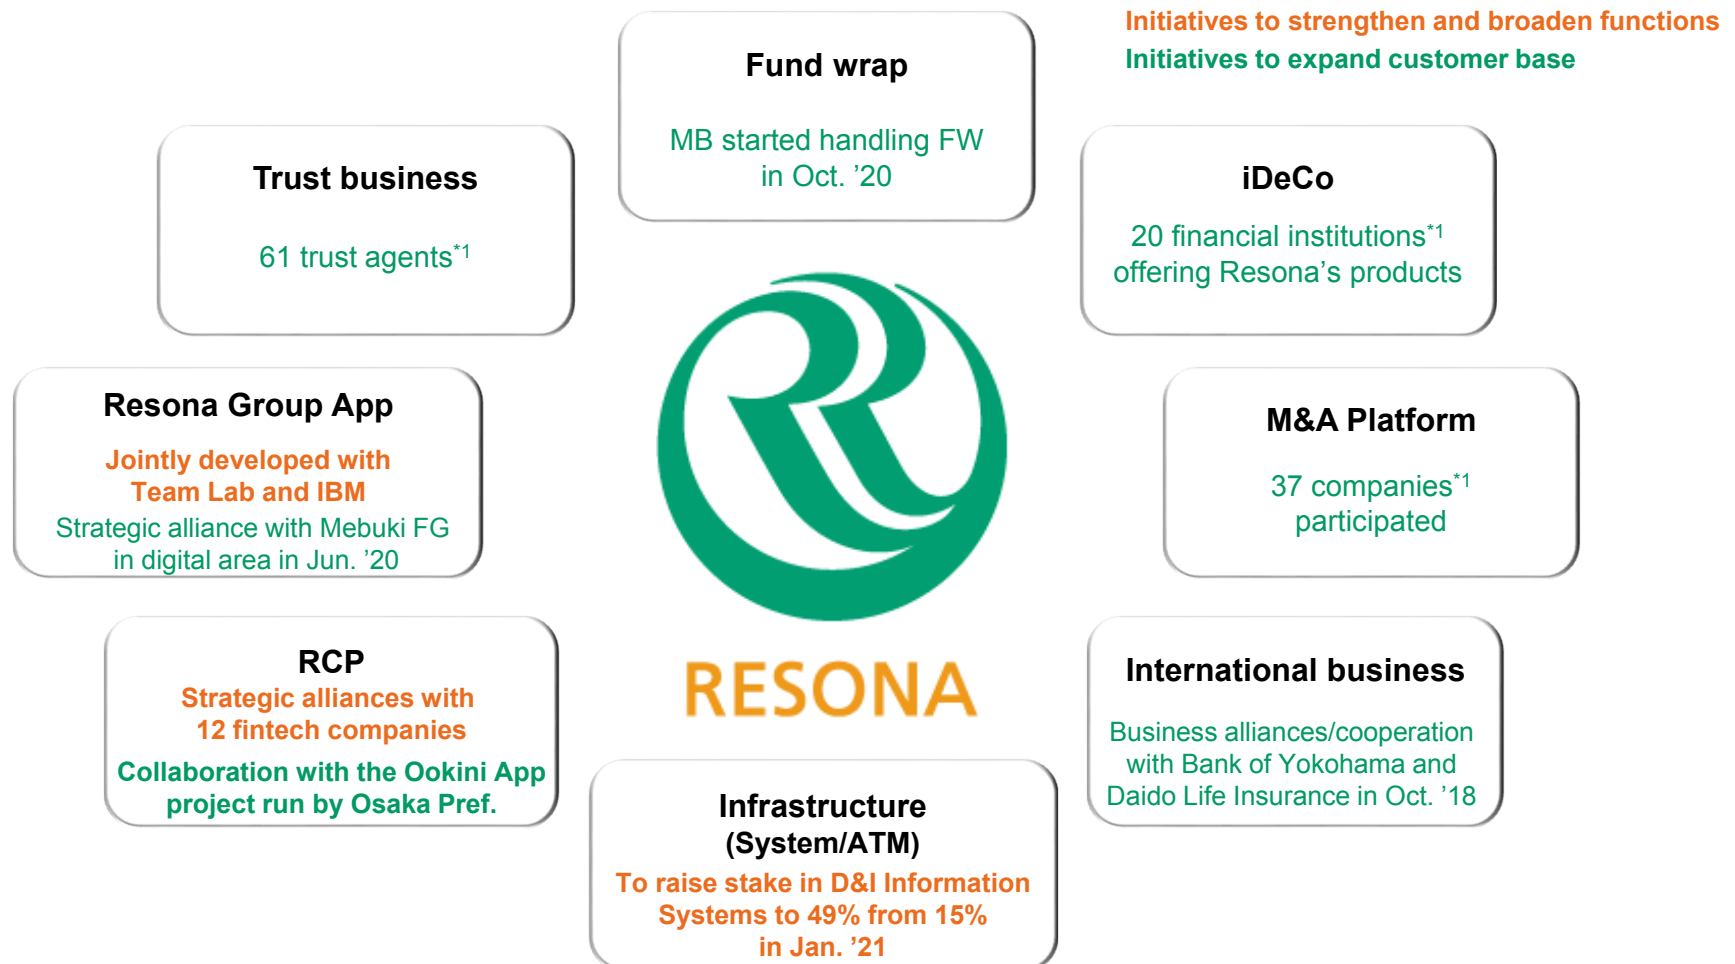 Initiatives to strengthen and broaden functions
Initiatives to expand customer base
Fund wrap
MB started handling FW
in Oct. ’20
Trust business
61 trust agents*1
iDeCo
20 financial institutions*1
offering Resona’s products
Resona Group App
Jointly developed with
Team Lab and IBM
Strategic alliance with Mebuki FG
in digital area in Jun. ’20
M&A Platform
37 companies*1
participated
RCP
Strategic alliances with
12 fintech companies
Collaboration with the Ookini App
project run by Osaka Pref.
RESONA
International business
Business alliances/cooperation
with Bank of Yokohama and
Daido Life Insurance in Oct. ’18
Infrastructure
(System/ATM)
To raise stake in D&I Information
Systems to 49% from 15%
in Jan. ’21